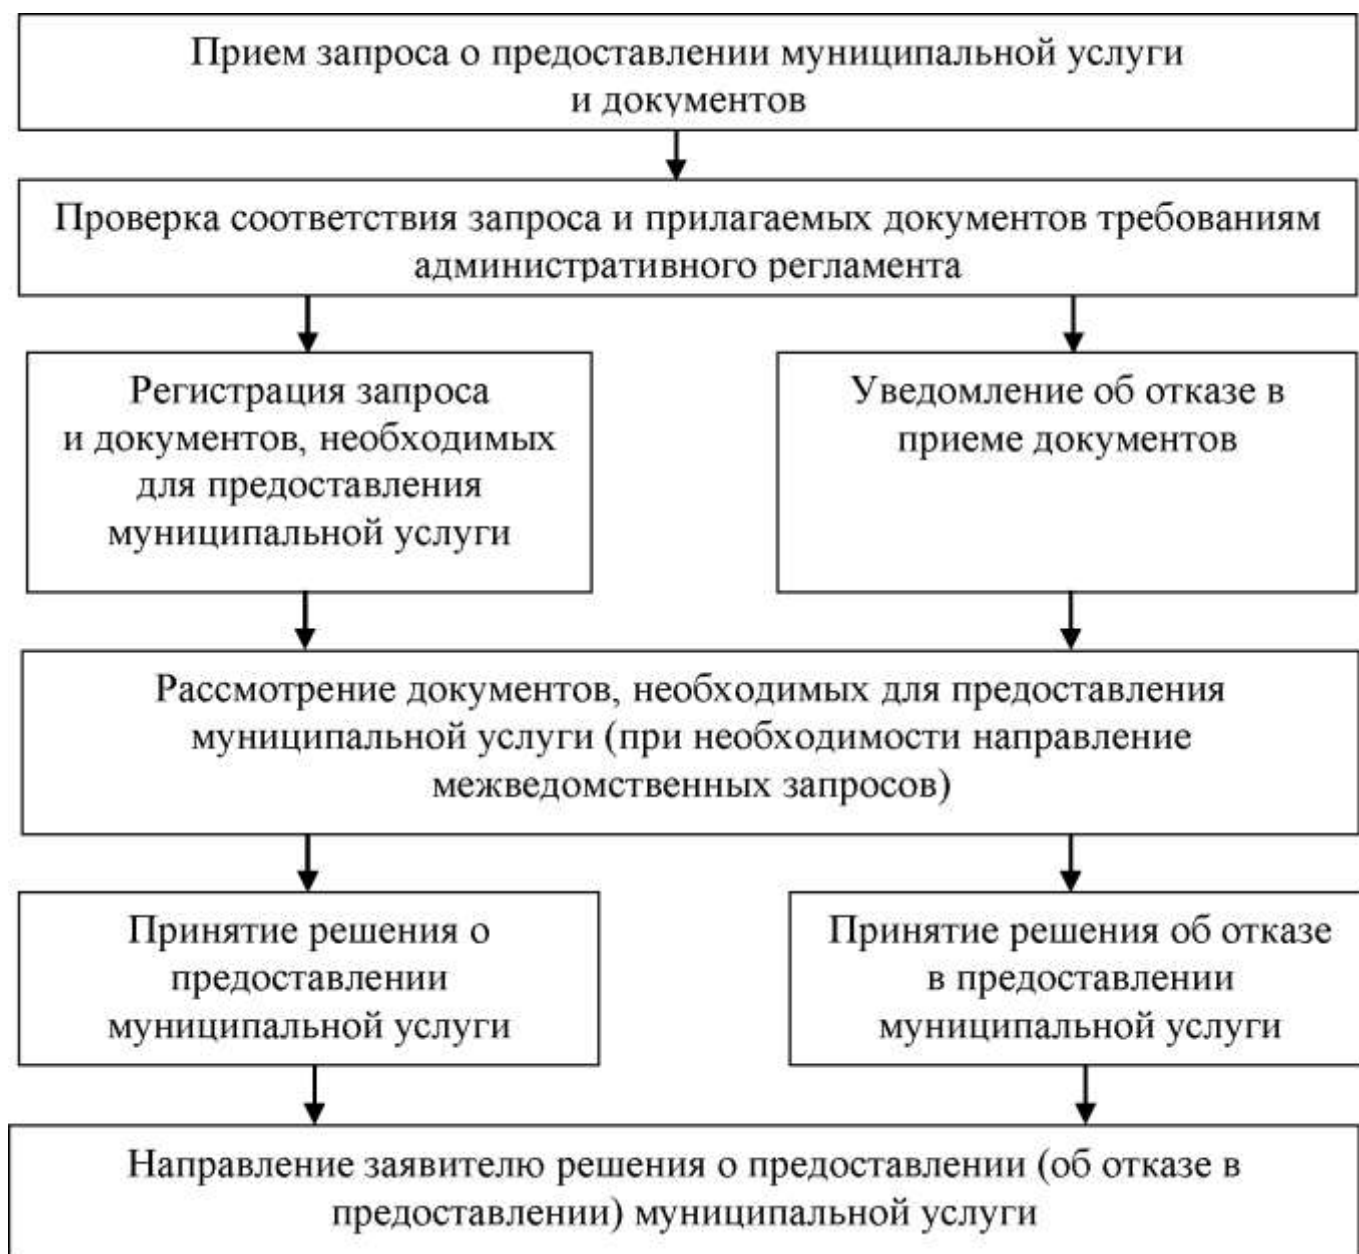 Прием запроса о предоставлении муниципальной услуги
и документов
Проверка соответствия запроса и прилагаемых документов требованиям
административного регламента
Регистрация запроса
и документов, необходимых
для предоставления
муниципальной услуги
Уведомление об отказе в
приеме документов
Рассмотрение документов, необходимых для предоставления
муниципальной услуги (при необходимости направление
межведомственных запросов)
Принятие решения о
предоставлении
муниципальной услуги
Принятие решения об отказе
в предоставлении
муниципальной услуги
Направление заявителю решения о предоставлении (об отказе в
предоставлении) муниципальной услуги